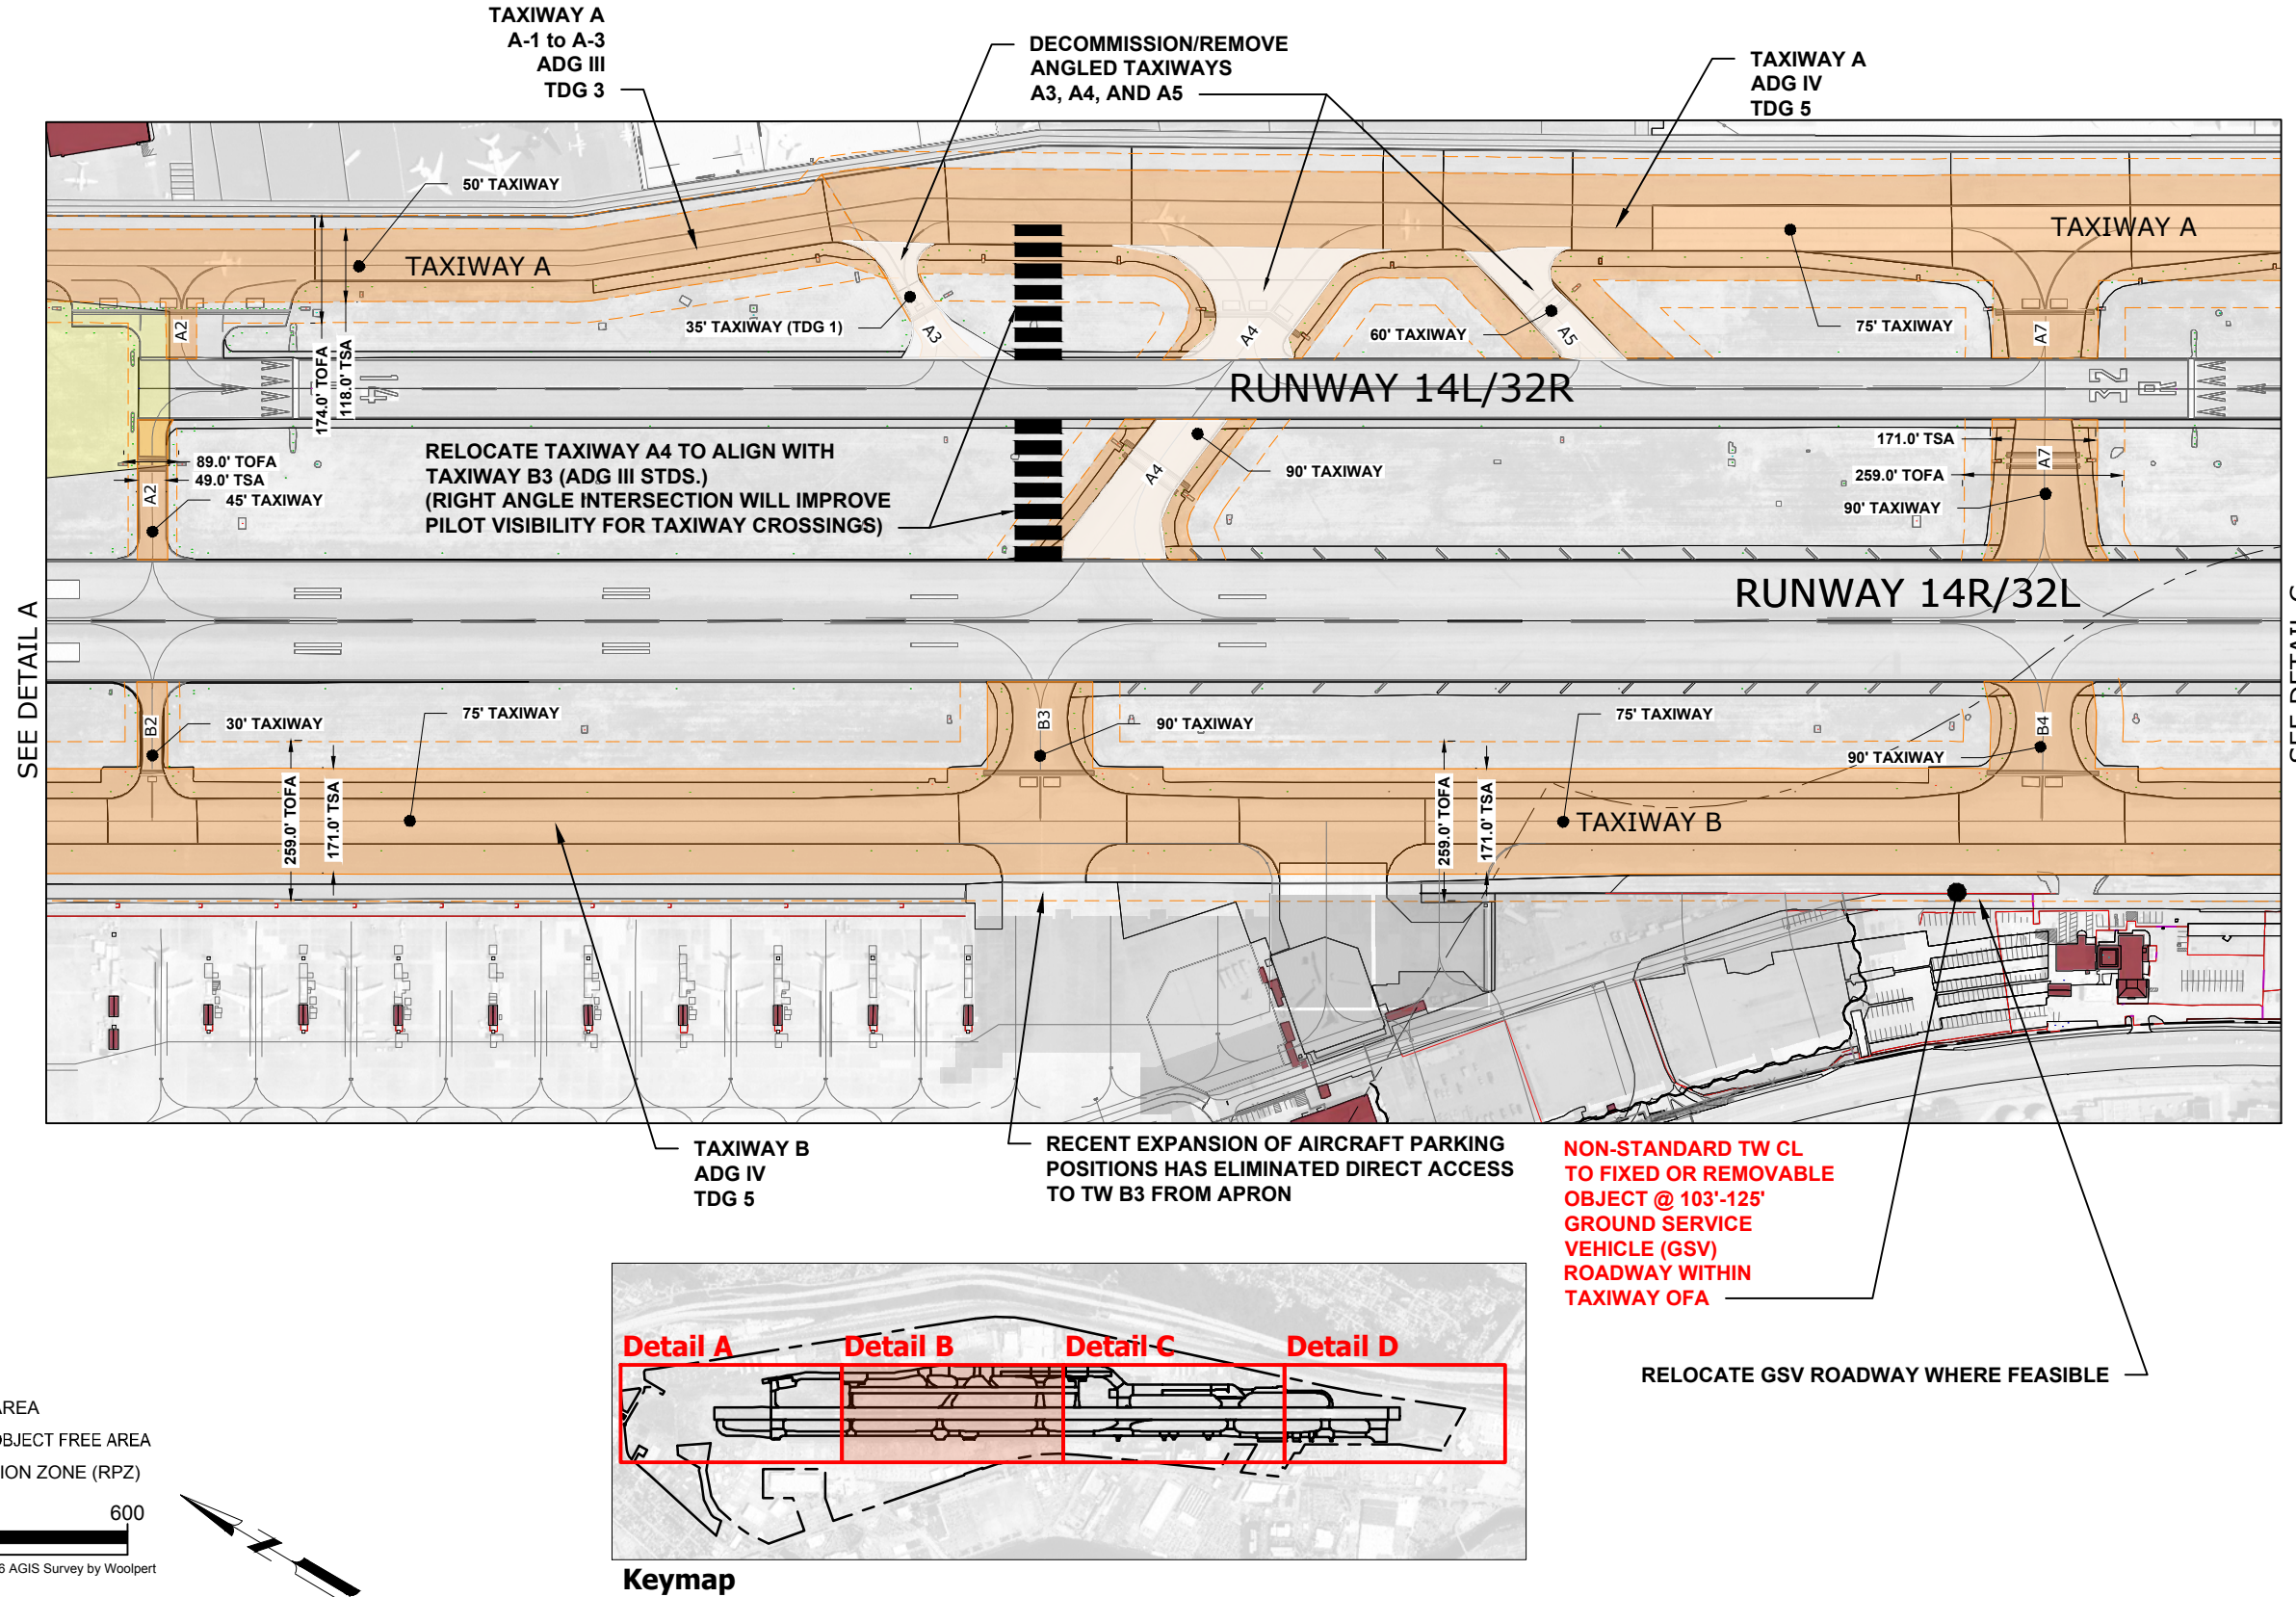 TAXIWAY A
A-1 to A-3
ADG III
TDG 3
DECOMMISSION/REMOVE
ANGLED TAXIWAYS
A3, A4, AND A5
TAXIWAY A
ADG IV
TDG 5
50' TAXIWAY
TAXIWAY A
TAXIWAY A
75' TAXIWAY
35' TAXIWAY (TDG 1)
60' TAXIWAY
A2
A3
A4
A5
A7
174.0' TOFA
118.0' TSA
14
RUNWAY 14L/32R
32
R
RELOCATE TAXIWAY A4 TO ALIGN WITH
TAXIWAY B3 (ADG III STDS.)
(RIGHT ANGLE INTERSECTION WILL IMPROVE
PILOT VISIBILITY FOR TAXIWAY CROSSINGS)
89.0' TOFA
49.0' TSA
45' TAXIWAY
A2
A4
90' TAXIWAY
171.0' TSA
259.0' TOFA
90' TAXIWAY
A7
RUNWAY 14R/32L
SEE DETAIL A
SEE DETAIL C
B2
30' TAXIWAY
75' TAXIWAY
B3
90' TAXIWAY
75' TAXIWAY
90' TAXIWAY
B4
259.0' TOFA
171.0' TSA
259.0' TOFA
171.0' TSA
TAXIWAY B
TAXIWAY B
ADG IV
TDG 5
RECENT EXPANSION OF AIRCRAFT PARKING
POSITIONS HAS ELIMINATED DIRECT ACCESS
TO TW B3 FROM APRON
NON-STANDARD TW CL
TO FIXED OR REMOVABLE
OBJECT @ 103'-125'
GROUND SERVICE
VEHICLE (GSV)
ROADWAY WITHIN
TAXIWAY OFA
RELOCATE GSV ROADWAY WHERE FEASIBLE
Detail A
Detail B
Detail C
Detail D
Keymap
AREA
OBJECT FREE AREA
ION ZONE (RPZ)
600
6 AGIS Survey by Woolpert
N